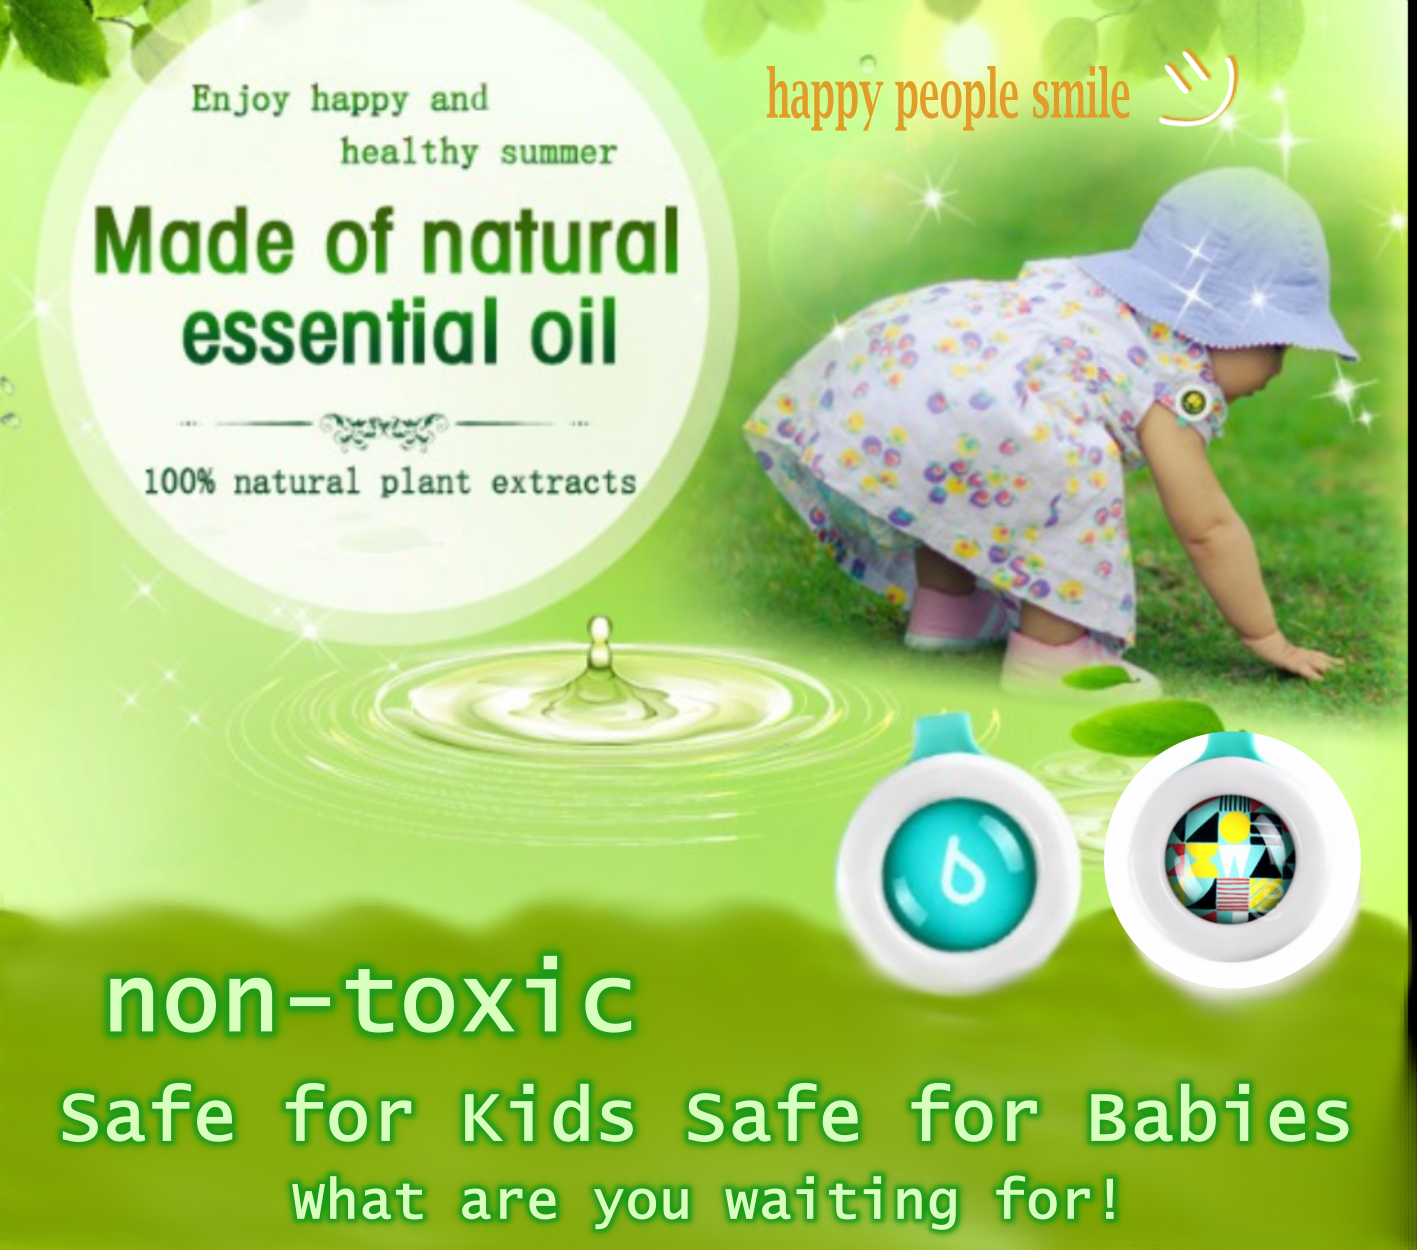 Enjoy happy and
healthy summer
Made of natural
essential oil
100% natural plant extracts
happy people smile
non-toxic
Safe for Kids Safe for Babies
What are you waiting for!